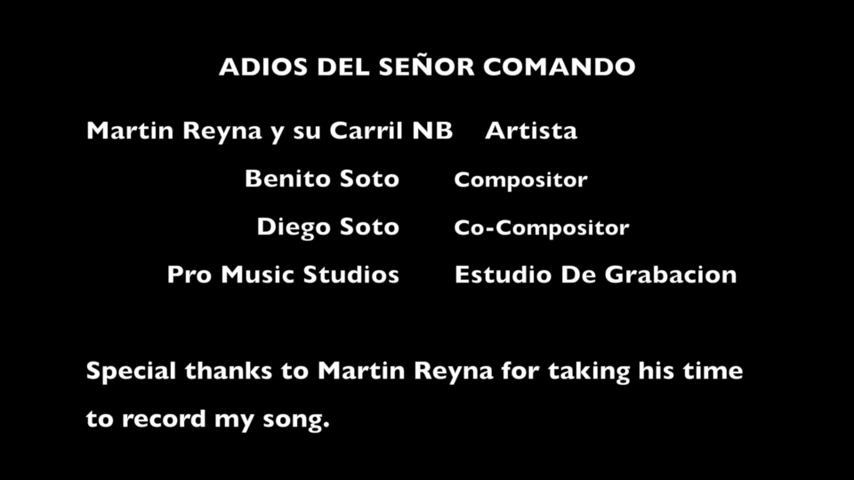 ADIOS DEL SEÑOR COMANDO
Martin Reyna y su Carril NB Artista
Benito Soto Compositor
Diego Soto Co-Compositor
Pro Music Studios Estudio De Grabacion
Special thanks to Martin Reyna for taking his time
to record my song.